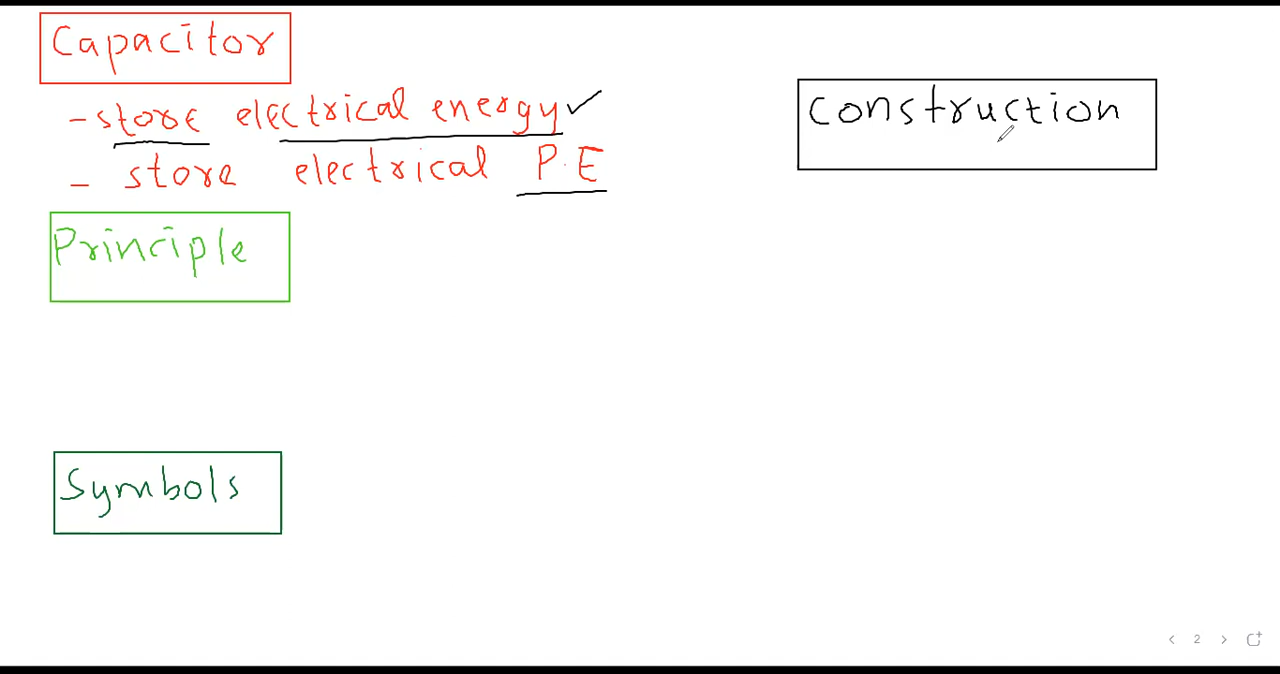 Capacitor
- store electrical energy ✓
- store electrical P.E
Principle
Symbols
Construction
< 2 >